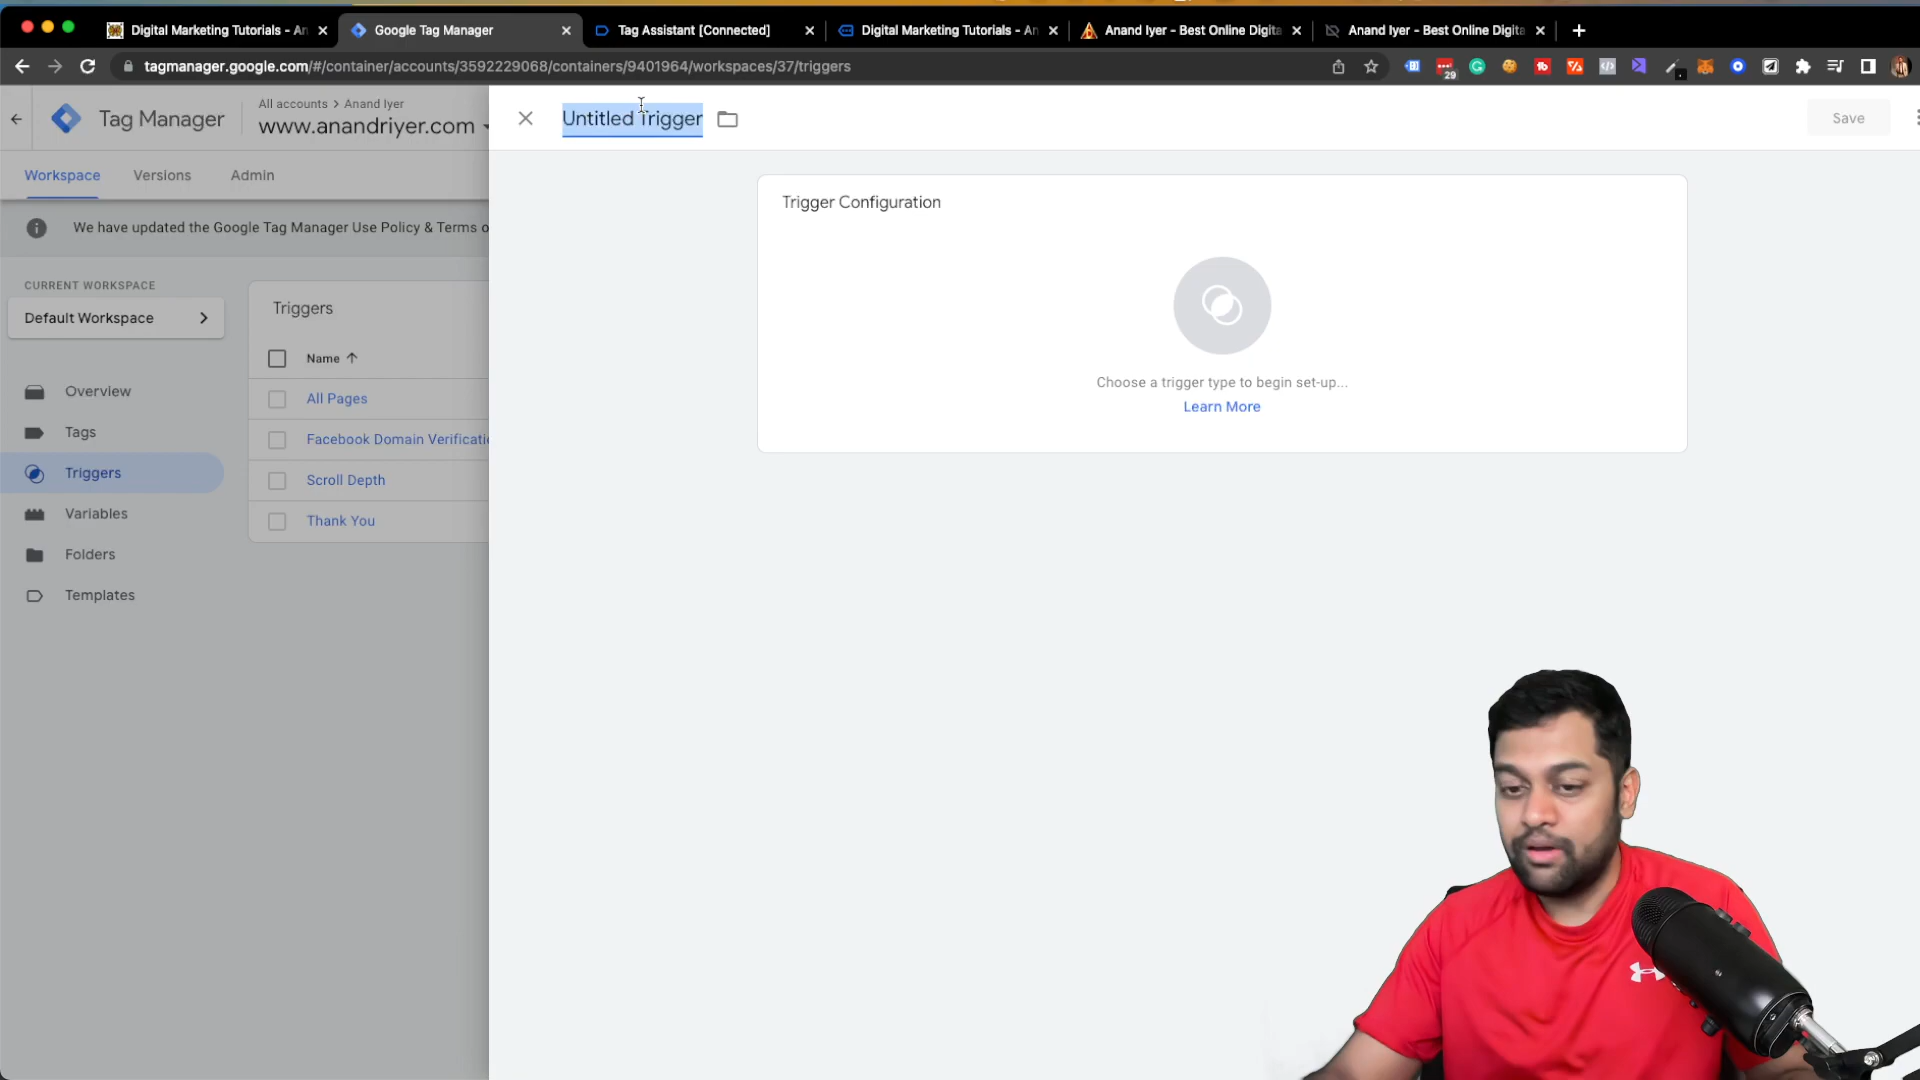 Digital Marketing Tutorials - An
Google Tag Manager
Tag Assistant [Connected]
Digital Marketing Tutorials - An
Anand Iyer - Best Online Digita
Anand Iyer - Best Online Digita
tagmanager.google.com/#/container/accounts/3592229068/containers/9401964/workspaces/37/triggers
29
Tag Manager
All accounts > Anand Iyer
www.anandriyer.com
Untitled Trigger
Save
Workspace
Versions
Admin
We have updated the Google Tag Manager Use Policy & Terms o
CURRENT WORKSPACE
Default Workspace
Overview
Tags
Triggers
Variables
Folders
Templates
Triggers
Name
All Pages
Facebook Domain Verificatio
Scroll Depth
Thank You
Trigger Configuration
Choose a trigger type to begin set-up...
Learn More